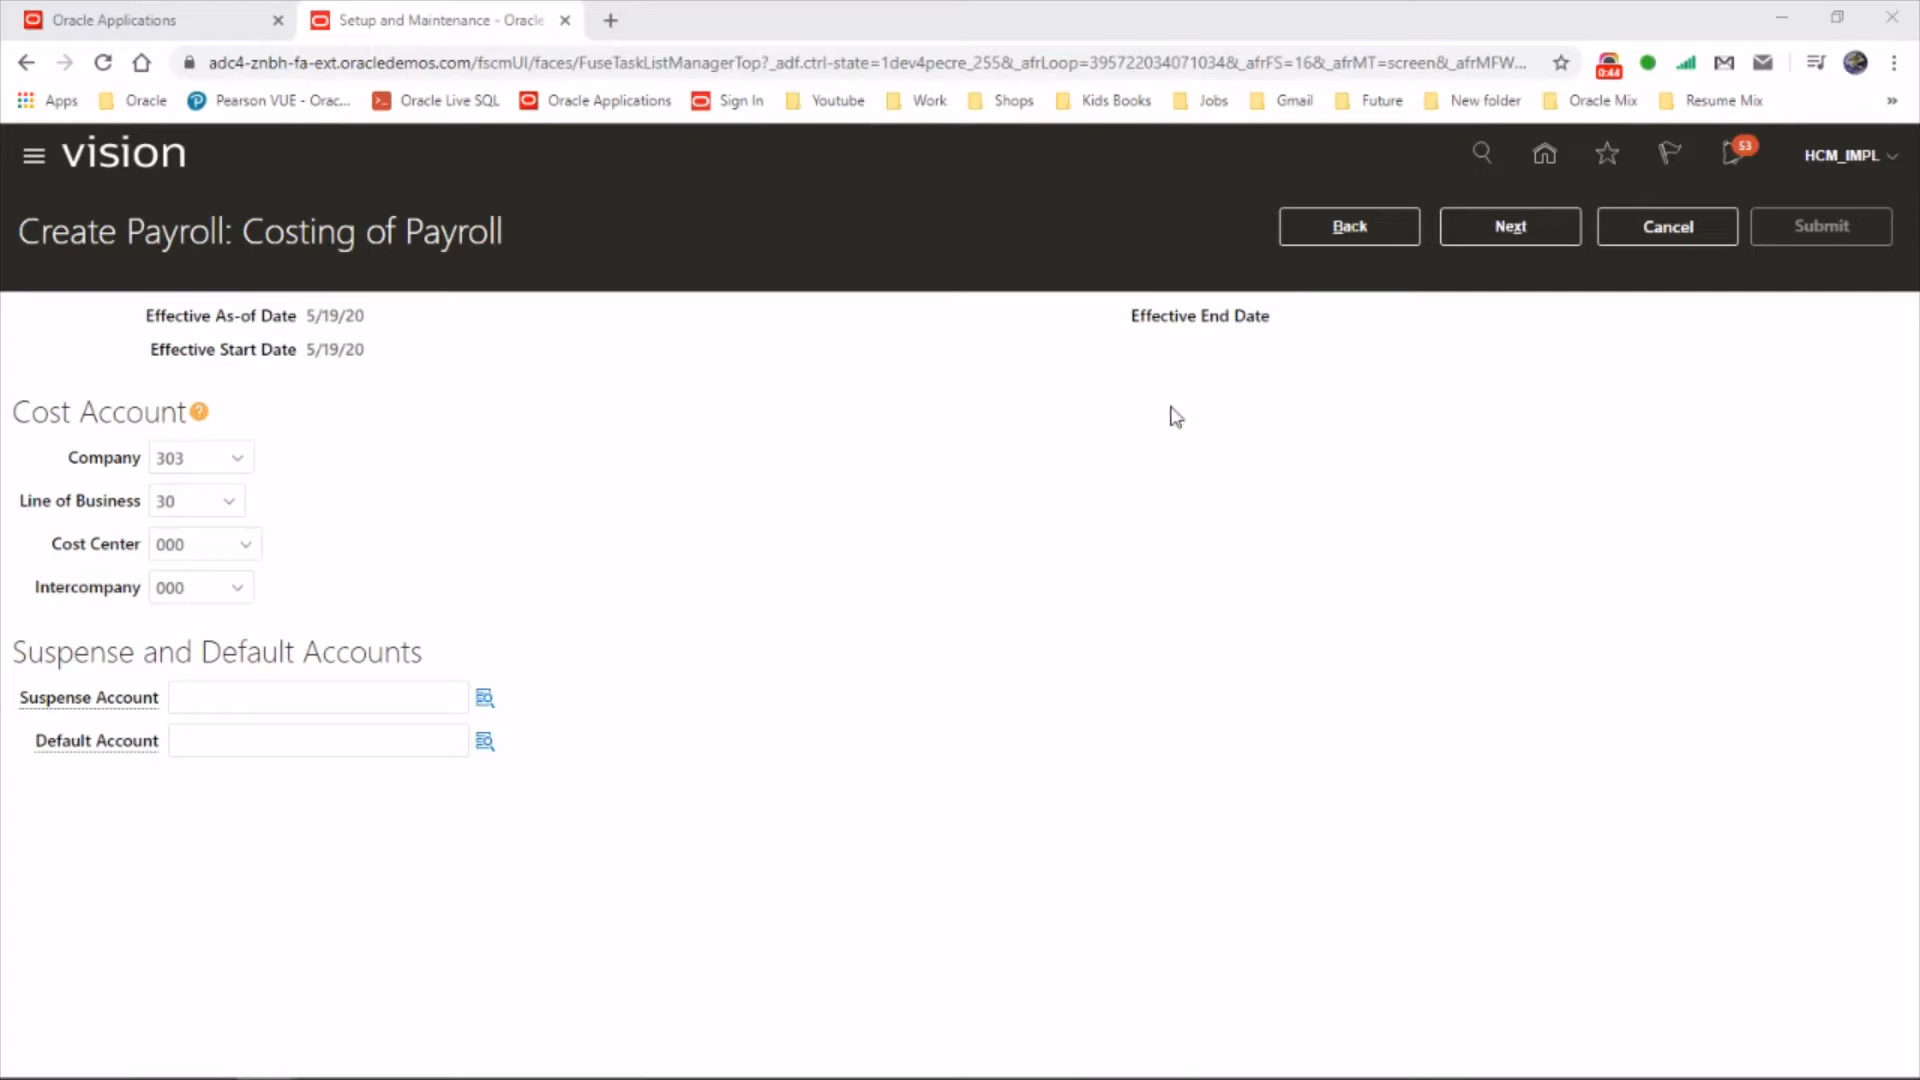 Oracle Applications
Setup and Maintenance - Oracle
adc4-znbh-fa-ext.oracledemos.com/fscmUI/faces/FuseTaskListManagerTop?_adf.ctrl-state=1dev4pecre_255&_afrLoop=395722034071034&_afrFS=16&_afrMT=screen&_afrMFW...
0:44
Apps Oracle Pearson VUE - Orac... Oracle Live SQL Oracle Applications Sign In Youtube Work Shops Kids Books Jobs Gmail Future New folder Oracle Mix Resume Mix »
vision
53
HCM_IMPL
Create Payroll: Costing of Payroll
Back Next Cancel Submit
Effective As-of Date 5/19/20
Effective End Date
Effective Start Date 5/19/20
Cost Account ?
Company 303
Line of Business 30
Cost Center 000
Intercompany 000
Suspense and Default Accounts
Suspense Account
Default Account